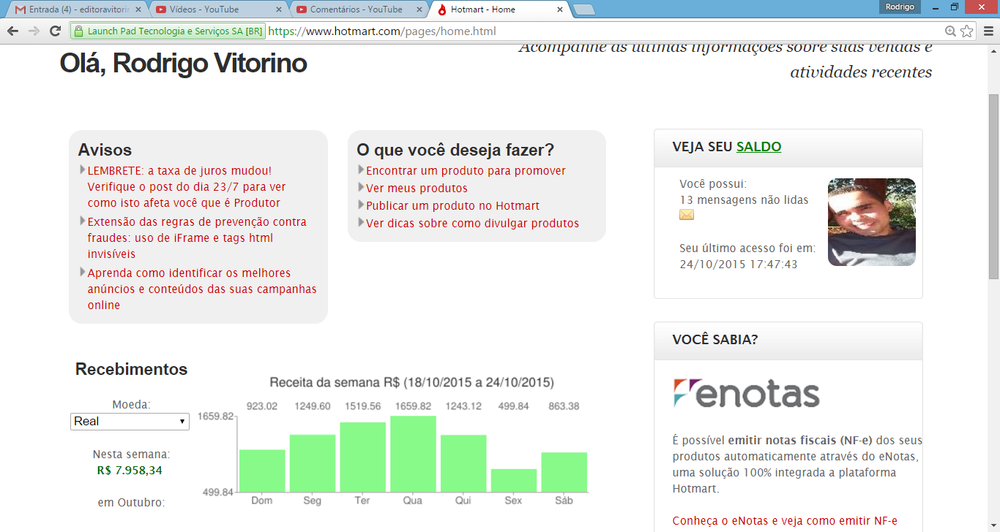 Entrada (4) - editoravitorin
Vídeos - YouTube
Comentários - YouTube
Hotmart - Home
Rodrigo
Launch Pad Tecnologia e Serviços SA [BR]
https://www.hotmart.com/pages/home.html
Olá, Rodrigo Vitorino
Acompanhe as últimas informações sobre suas vendas e
atividades recentes
Avisos
LEMBRETE: a taxa de juros mudou!
Verifique o post do dia 23/7 para ver
como isto afeta você que é Produtor
Extensão das regras de prevenção contra
fraudes: uso de iFrame e tags html
invisíveis
Aprenda como identificar os melhores
anúncios e conteúdos das suas campanhas
online
O que você deseja fazer?
Encontrar um produto para promover
Ver meus produtos
Publicar um produto no Hotmart
Ver dicas sobre como divulgar produtos
VEJA SEU SALDO
Você possui:
13 mensagens não lidas
Seu último acesso foi em:
24/10/2015 17:47:43
Recebimentos
Moeda:
Real
Nesta semana:
R$ 7.958,34
em Outubro:
Receita da semana R$ (18/10/2015 a 24/10/2015)
923.02 1249.60 1519.56 1659.82 1243.12 499.84 863.38
1659.82
499.84
Dom Seg Ter Qua Qui Sex Sáb
VOCÊ SABIA?
enotas
É possível emitir notas fiscais (NF-e) dos seus
produtos automaticamente através do eNotas,
uma solução 100% integrada a plataforma
Hotmart.
Conheça o eNotas e veja como emitir NF-e